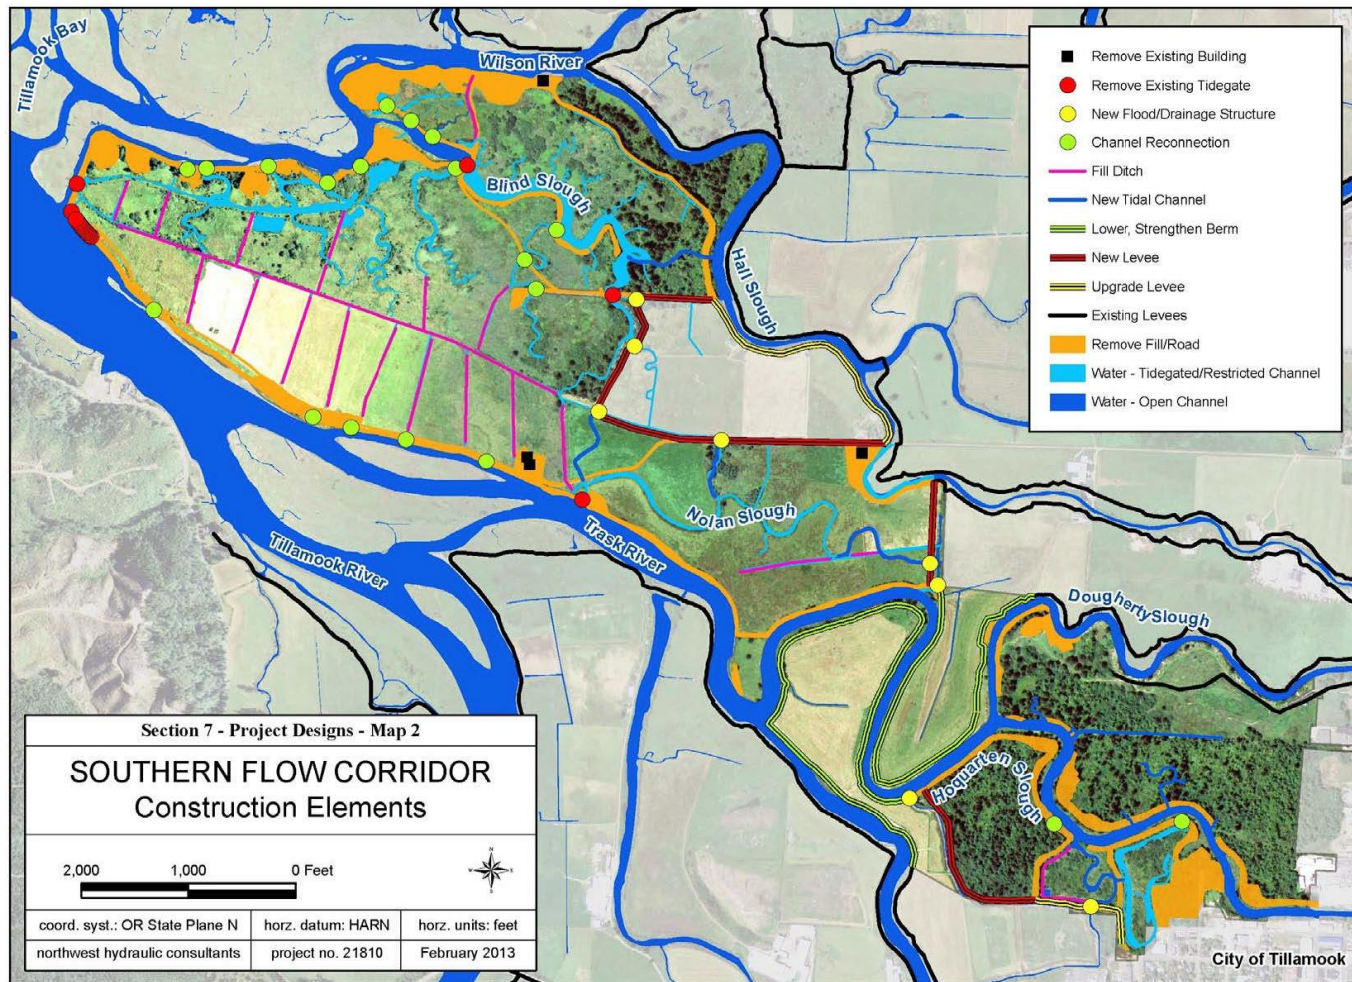 Tillamook Bay
Wilson River
Blind Slough
Hall Slough
Nolan Slough
Trask River
Tillamook River
DoughertySlough
Hoquarten Slough
City of Tillamook
Remove Existing Building
Remove Existing Tidegate
New Flood/Drainage Structure
Channel Reconnection
Fill Ditch
New Tidal Channel
Lower, Strengthen Berm
New Levee
Upgrade Levee
Existing Levees
Remove Fill/Road
Water - Tidegated/Restricted Channel
Water - Open Channel
Section 7 - Project Designs - Map 2
SOUTHERN FLOW CORRIDOR
Construction Elements
2,000 1,000 0 Feet
N
W E
S
coord. syst.: OR State Plane N horz. datum: HARN horz. units: feet
northwest hydraulic consultants project no. 21810 February 2013